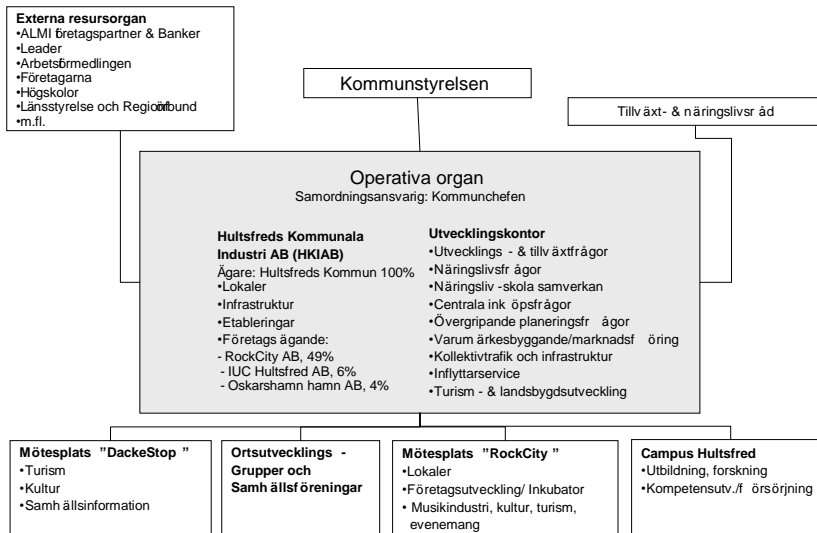 Externa resursorgan
•ALMI företagspartner & Banker
•Leader
•Arbetsförmedlingen
•Företagarna
•Högskolor
•Länsstyrelse och Regionförbund
•m.fl.
Kommunstyrelsen
Tillväxt- & näringslivsråd
Operativa organ
Samordningsansvarig: Kommunchefen
Hultsfreds Kommunala
Industri AB (HKIAB)
Ägare: Hultsfreds Kommun 100%
•Lokaler
•Infrastruktur
•Etableringar
•Företags ägande:
- RockCity AB, 49%
- IUC Hultsfred AB, 6%
- Oskarshamn hamn AB, 4%
Utvecklingskontor
•Utvecklings - & tillväxtfrågor
•Näringslivsfrågor
•Näringsliv -skola samverkan
•Centrala inköpsfrågor
•Övergripande planeringsfrågor
•Varumärkesbyggande/marknadsföring
•Kollektivtrafik och infrastruktur
•Inflyttarservice
•Turism - & landsbygdsutveckling
Mötesplats "DackeStop"
•Turism
•Kultur
•Samhällsinformation
Ortsutvecklings -
Grupper och
Samhällsföreningar
Mötesplats "RockCity"
•Lokaler
•Företagsutveckling/ Inkubator
• Musikindustri, kultur, turism,
evenemang
Campus Hultsfred
•Utbildning, forskning
•Kompetensutv./försörjning